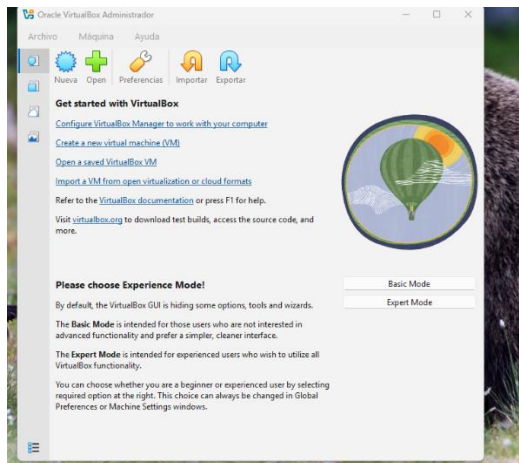 Oracle VirtualBox Administrador
Archivo Máquina Ayuda
Nueva Open Preferencias Importar Exportar
Get started with VirtualBox
Configure VirtualBox Manager to work with your computer
Create a new virtual machine (VM)
Open a saved VirtualBox VM
Import a VM from open virtualization or cloud formats
Refer to the VirtualBox documentation or press F1 for help.
Visit virtualbox.org to download test builds, access the source code, and
more.
Please choose Experience Mode!
Basic Mode
By default, the VirtualBox GUI is hiding some options, tools and wizards.
Expert Mode
The Basic Mode is intended for those users who are not interested in
advanced functionality and prefer a simpler, cleaner interface.
The Expert Mode is intended for experienced users who wish to utilize all
VirtualBox functionality.
You can choose whether you are a beginner or experienced user by selecting
required option at the right. This choice can always be changed in Global
Preferences or Machine Settings windows.